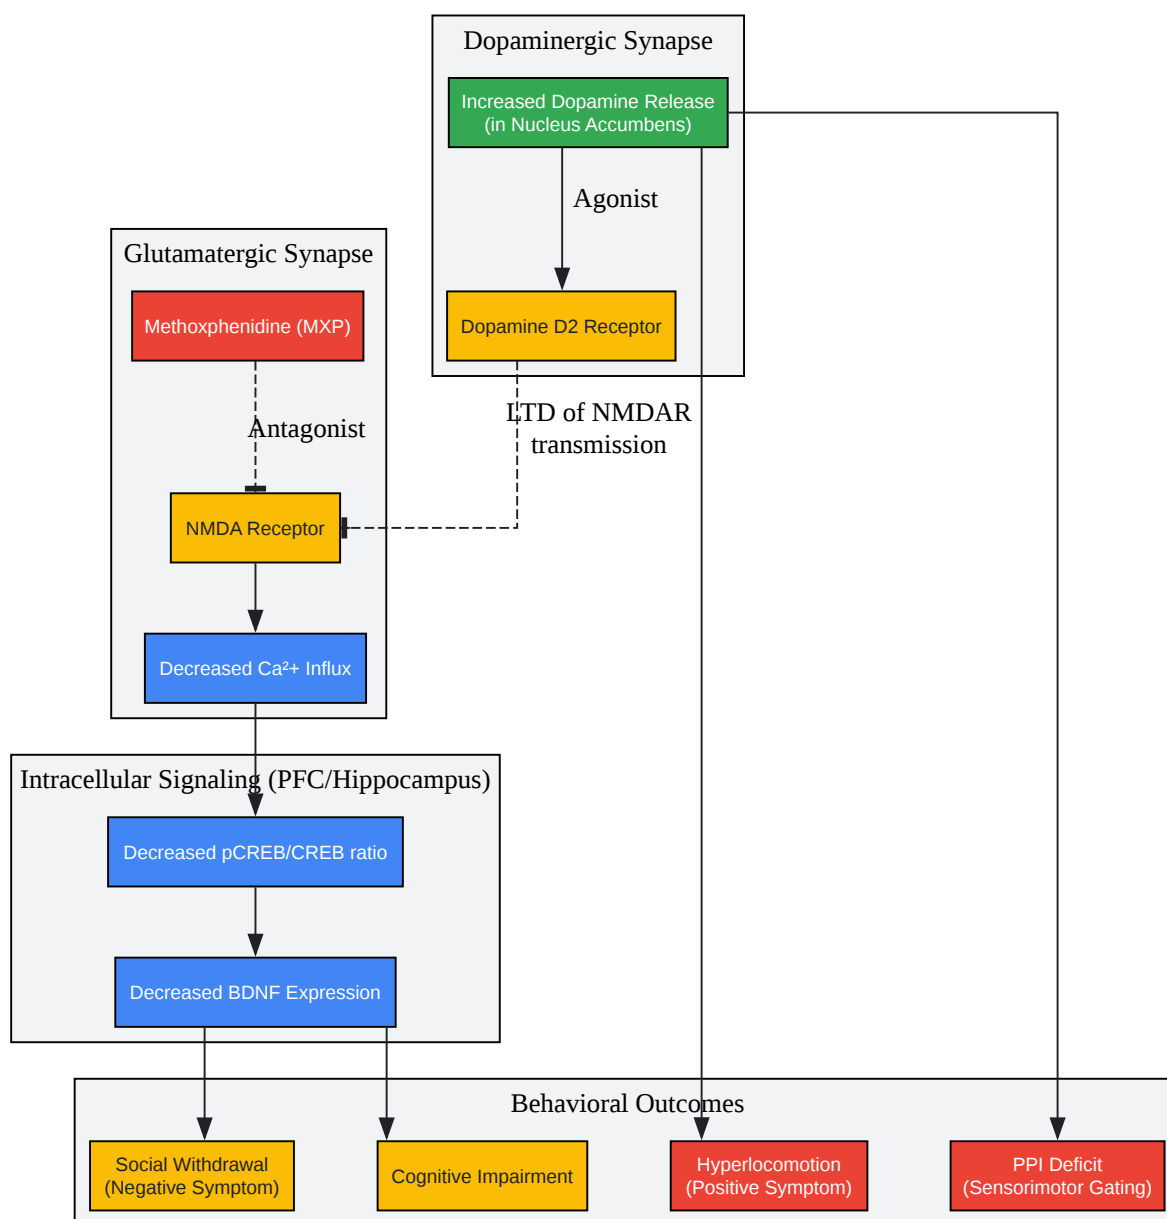 Dopaminergic Synapse
Increased Dopamine Release
(in Nucleus Accumbens)
Agonist
Dopamine D2 Receptor
Glutamatergic Synapse
Methoxphenidine (MXP)
Antagonist
LTD of NMDAR
transmission
NMDA Receptor
Decreased Ca²+ Influx
Intracellular Signaling (PFC/Hippocampus)
Decreased pCREB/CREB ratio
Decreased BDNF Expression
Behavioral Outcomes
Social Withdrawal
(Negative Symptom)
Cognitive Impairment
Hyperlocomotion
(Positive Symptom)
PPI Deficit
(Sensorimotor Gating)